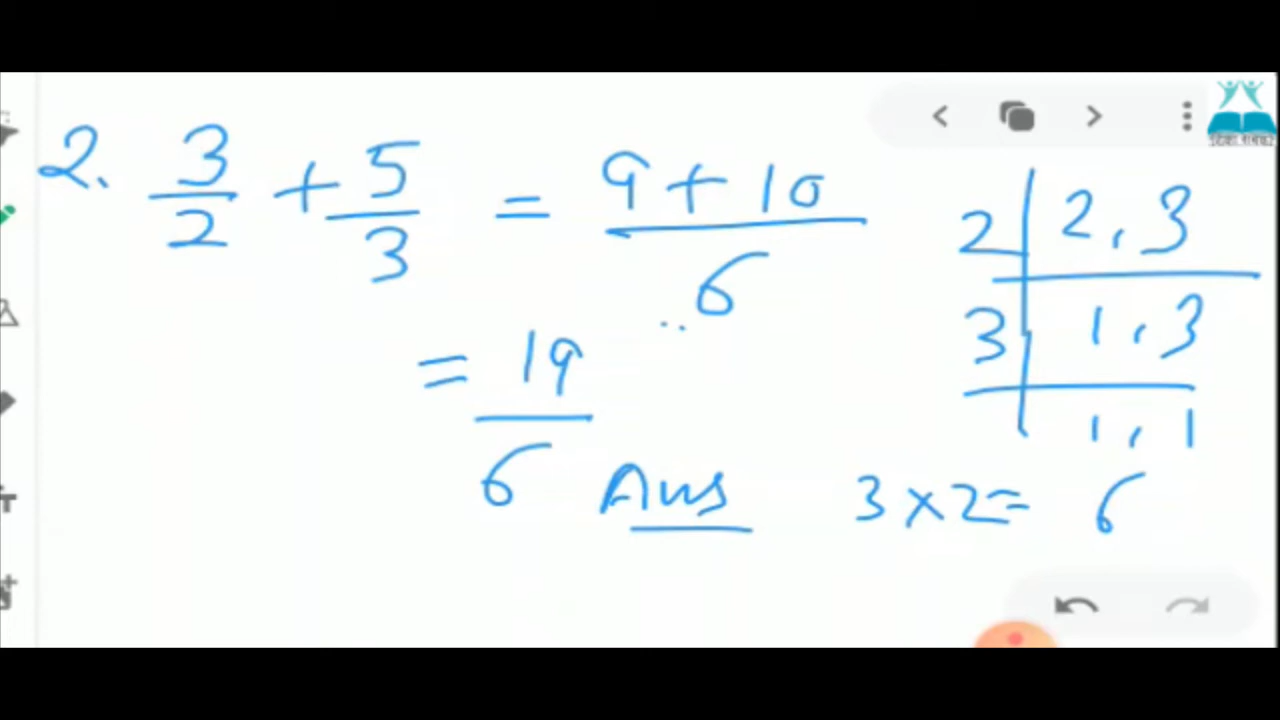 2. 3/2 + 5/3 = 9 + 10/6
= 19/6 Ans
2 | 2, 3
3 | 1, 3
1, 1
3 × 2 = 6